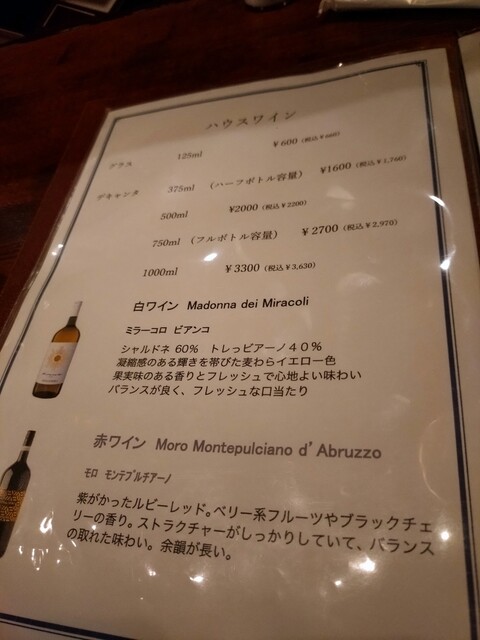 ハウスワイン
グラス 125ml ¥600（税込¥660）
デキャンタ 375ml （ハーフボトル容量） ¥1600（税込¥1,760）
500ml ¥2000（税込¥2200）
750ml （フルボトル容量） ¥2700（税込¥2,970）
1000ml ¥3300（税込¥3,630）
白ワイン Madonna dei Miracoli
ミラーコロ ビアンコ
シャルドネ 60% トレッビアーノ40%
凝縮感のある輝きを帯びた麦わらイエロー色
果実味のある香りとフレッシュで心地よい味わい
バランスが良く、フレッシュな口当たり
赤ワイン Moro Montepulciano d' Abruzzo
モロ モンテプルチアーノ
紫がかったルビーレッド。ベリー系フルーツやブラックチェ
リーの香り。ストラクチャーがしっかりしていて、バランス
の取れた味わい。余韻が長い。